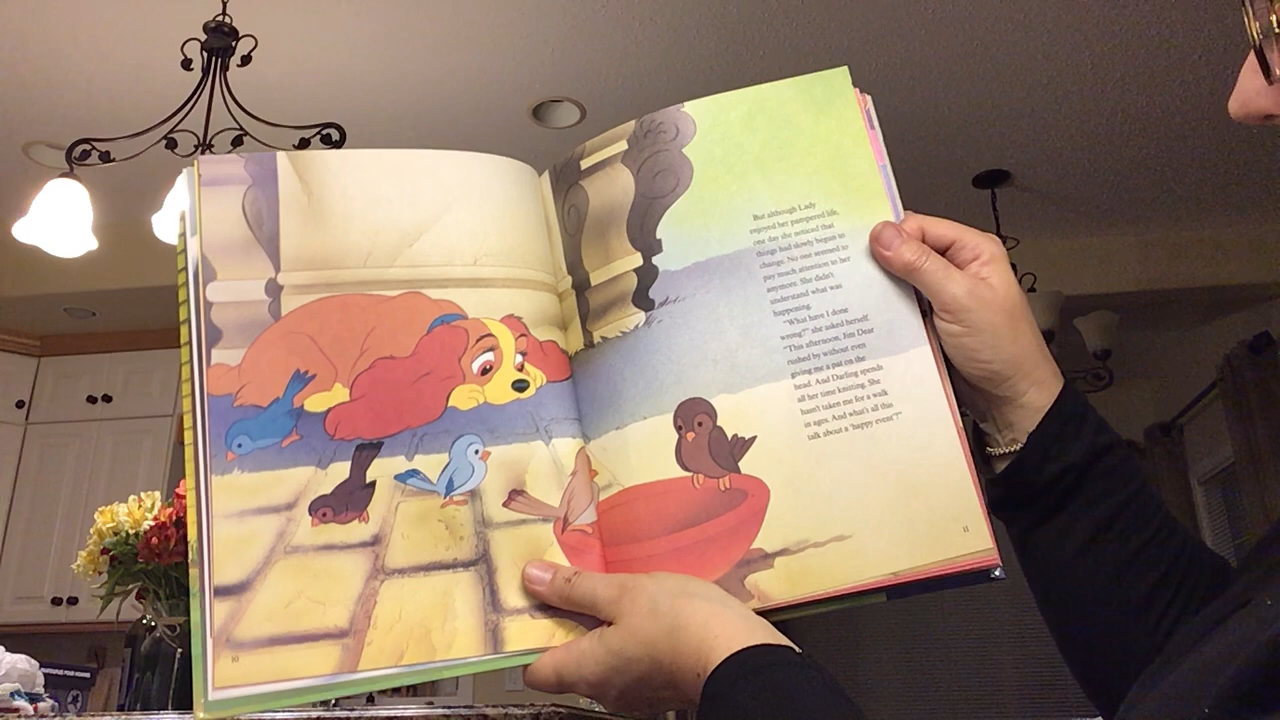 But although Lady
enjoyed her pampered life,
one day she noticed that
things had slowly begun to
change. No one seemed to
pay much attention to her
anymore. She didn't
understand what was
happening.
"What have I done
wrong?" she asked herself.
"This afternoon, Jim Dear
rushed by without even
giving me a pat on the
head. And Darling spends
all her time knitting. She
hasn't taken me for a walk
in ages. And what's all this
talk about a 'happy event'?"
10
11